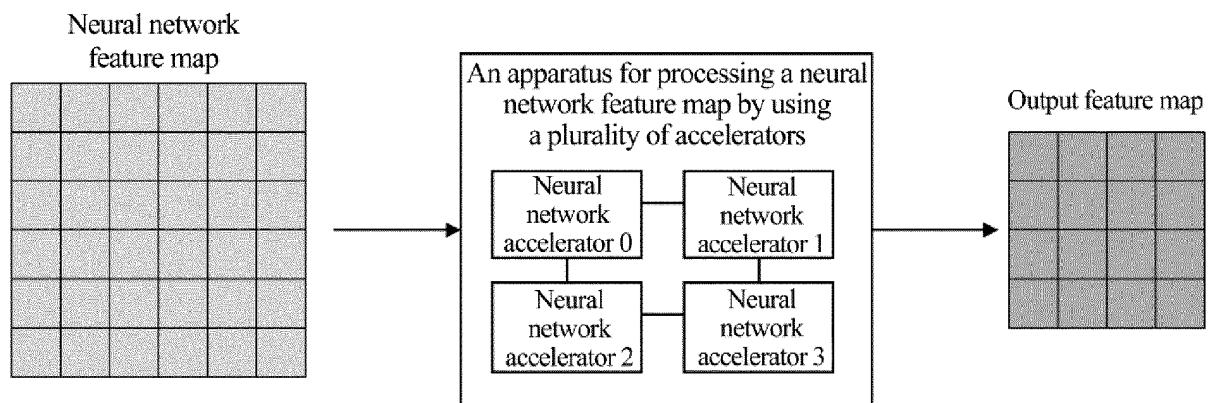 Neural network
feature map
An apparatus for processing a neural
network feature map by using
a plurality of accelerators
Neural
network
accelerator 0
Neural
network
accelerator 1
Neural
network
accelerator 2
Neural
network
accelerator 3
Output feature map